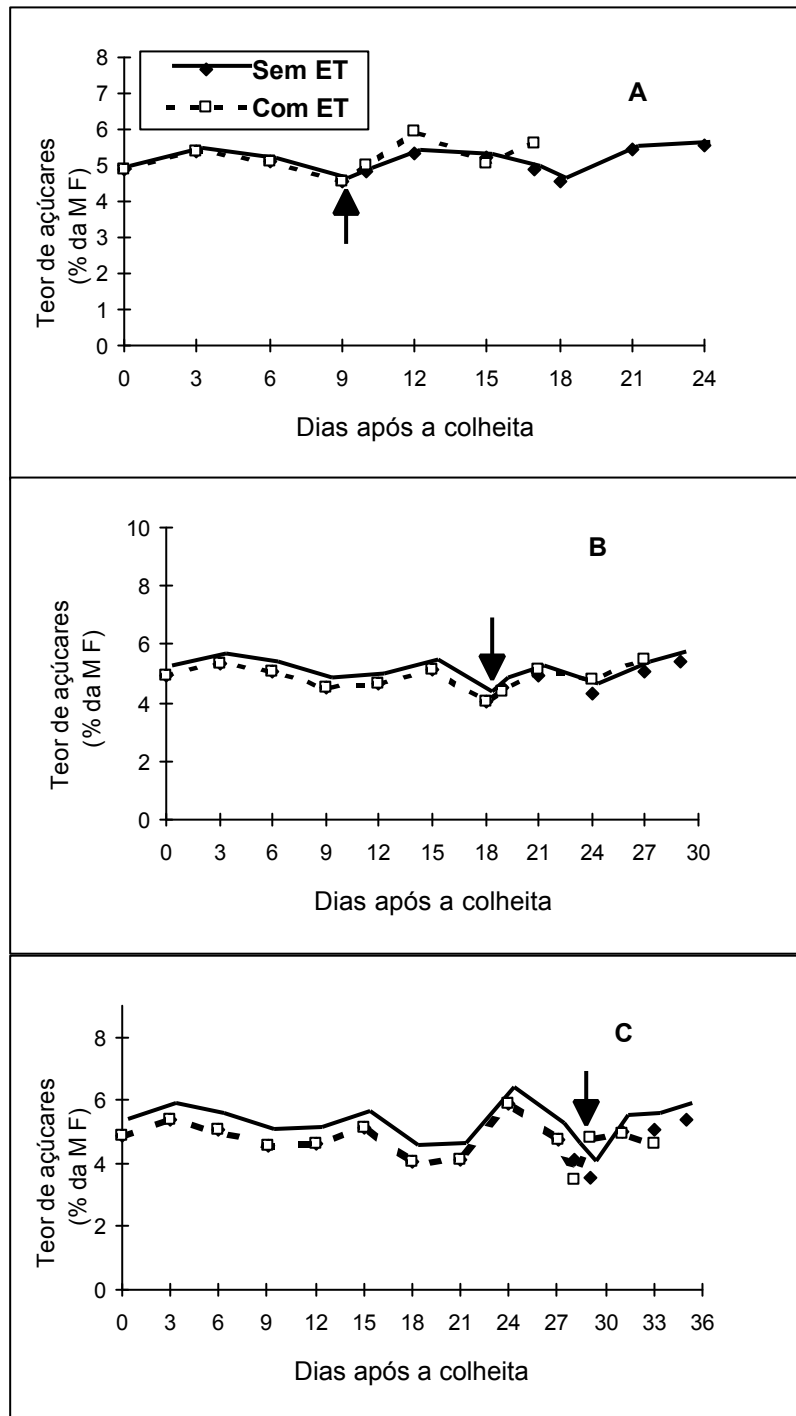 8
Sem ET
A
7
Com ET
6
5
4
3
2
1
0
Teor de açúcares
(% da M F)
0 3 6 9 12 15 18 21 24
Dias após a colheita
10
B
8
6
4
2
0
Teor de açúcares
(% da M F)
0 3 6 9 12 15 18 21 24 27 30
Dias após a colheita
C
8
6
4
2
0
Teor de açúcares
(% da M F)
0 3 6 9 12 15 18 21 24 27 30 33 36
Dias após a colheita